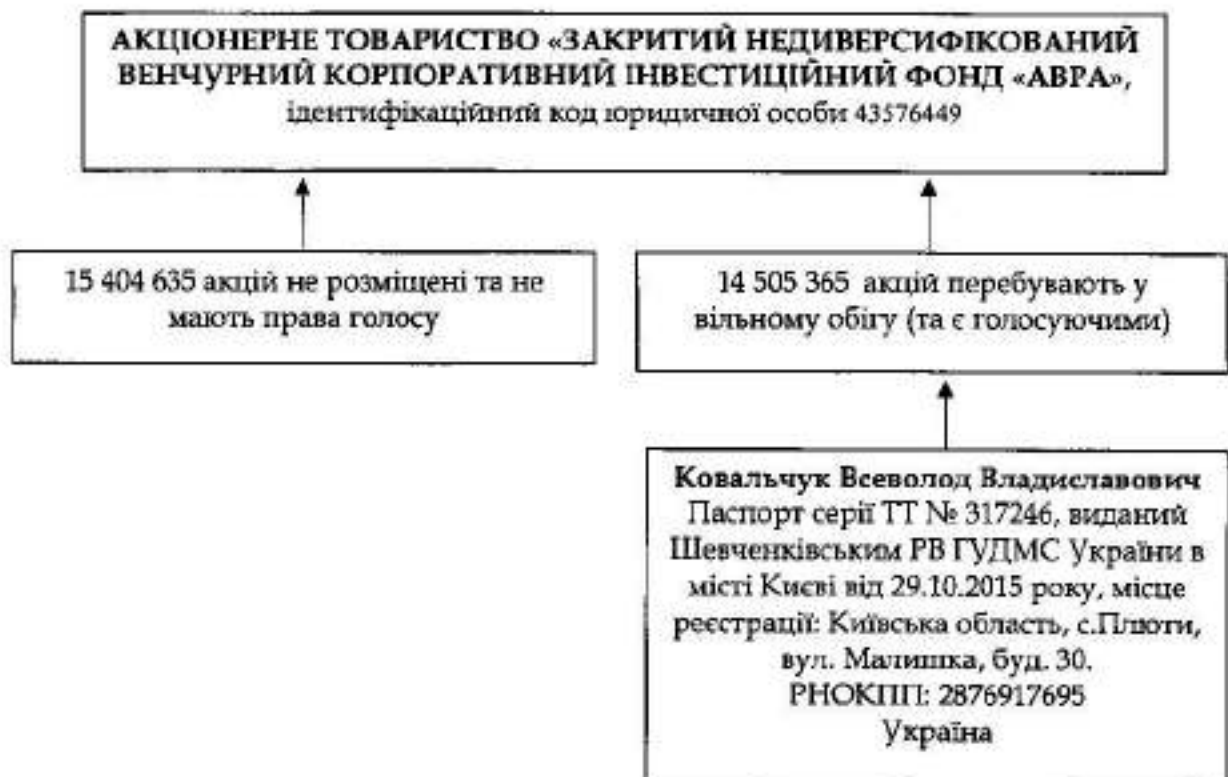 АКЦІОНЕРНЕ ТОВАРИСТВО «ЗАКРИТИЙ НЕДИВЕРСИФІКОВАНИЙ
ВЕНЧУРНИЙ КОРПОРАТИВНИЙ ІНВЕСТИЦІЙНИЙ ФОНД «АВРА»,
ідентифікаційний код юридичної особи 43576449
15 404 635 акцій не розміщені та не
мають права голосу
14 505 365 акцій перебувають у
вільному обігу (та є голосуючими)
Ковальчук Всеволод Владиславович
Паспорт серії ТТ № 317246, виданий
Шевченківським РВ ГУДМС України в
місті Києві від 29.10.2015 року, місце
реєстрації: Київська область, с.Плюти,
вул. Малишка, буд. 30.
РНОКПП: 2876917695
Україна